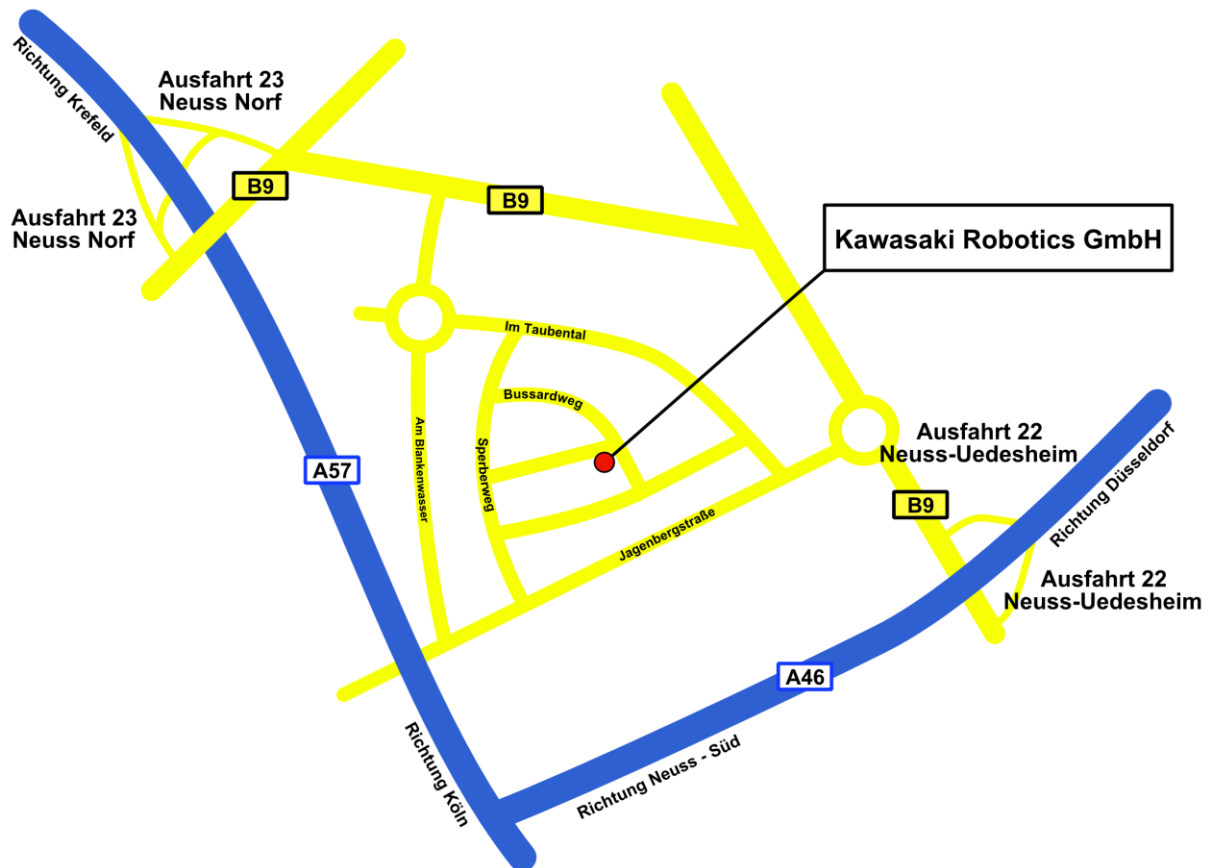 Richtung Krefeld
Ausfahrt 23
Neuss Norf
B9
Ausfahrt 23
Neuss Norf
B9
Kawasaki Robotics GmbH
Im Taubental
Bussardweg
Am Blankenwasser
Sperberweg
Jagenbergstraße
A57
Ausfahrt 22
Neuss-Uedesheim
B9
Richtung Düsseldorf
Ausfahrt 22
Neuss-Uedesheim
A46
Richtung Köln
Richtung Neuss - Süd